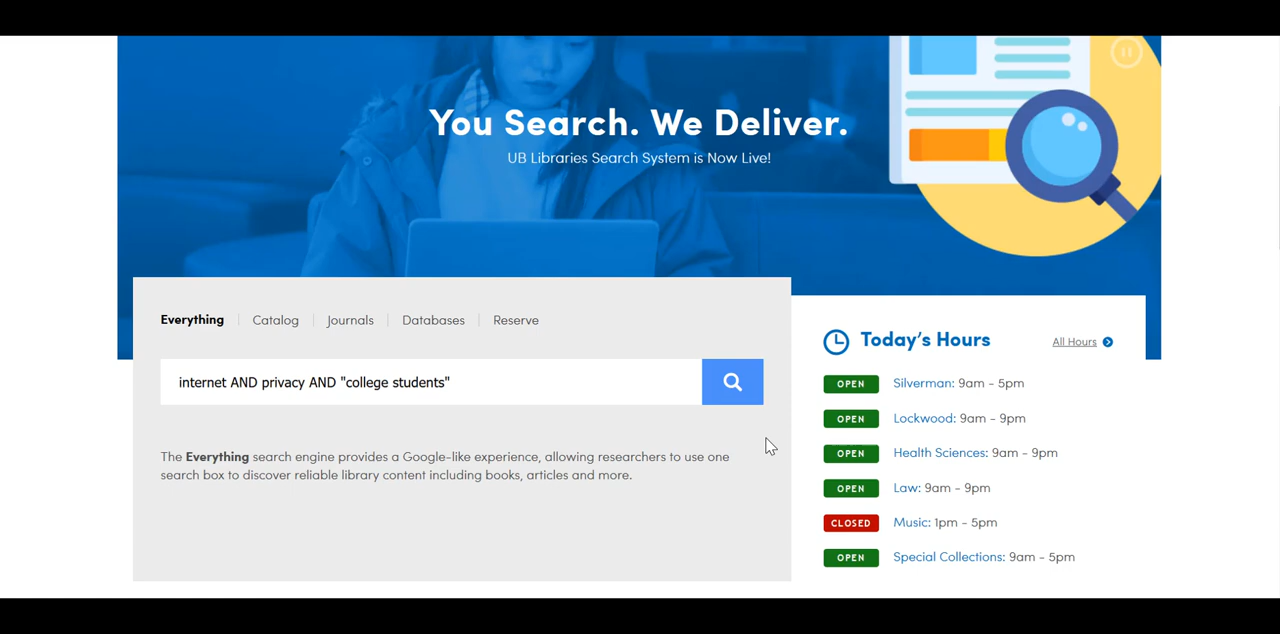 You Search. We Deliver.
UB Libraries Search System is Now Live!
Everything
Catalog
Journals
Databases
Reserve
internet AND privacy AND "college students"
The Everything search engine provides a Google-like experience, allowing researchers to use one
search box to discover reliable library content including books, articles and more.
Today's Hours
All Hours
OPEN Silverman: 9am - 5pm
OPEN Lockwood: 9am - 9pm
OPEN Health Sciences: 9am - 9pm
OPEN Law: 9am - 9pm
CLOSED Music: 1pm - 5pm
OPEN Special Collections: 9am - 5pm